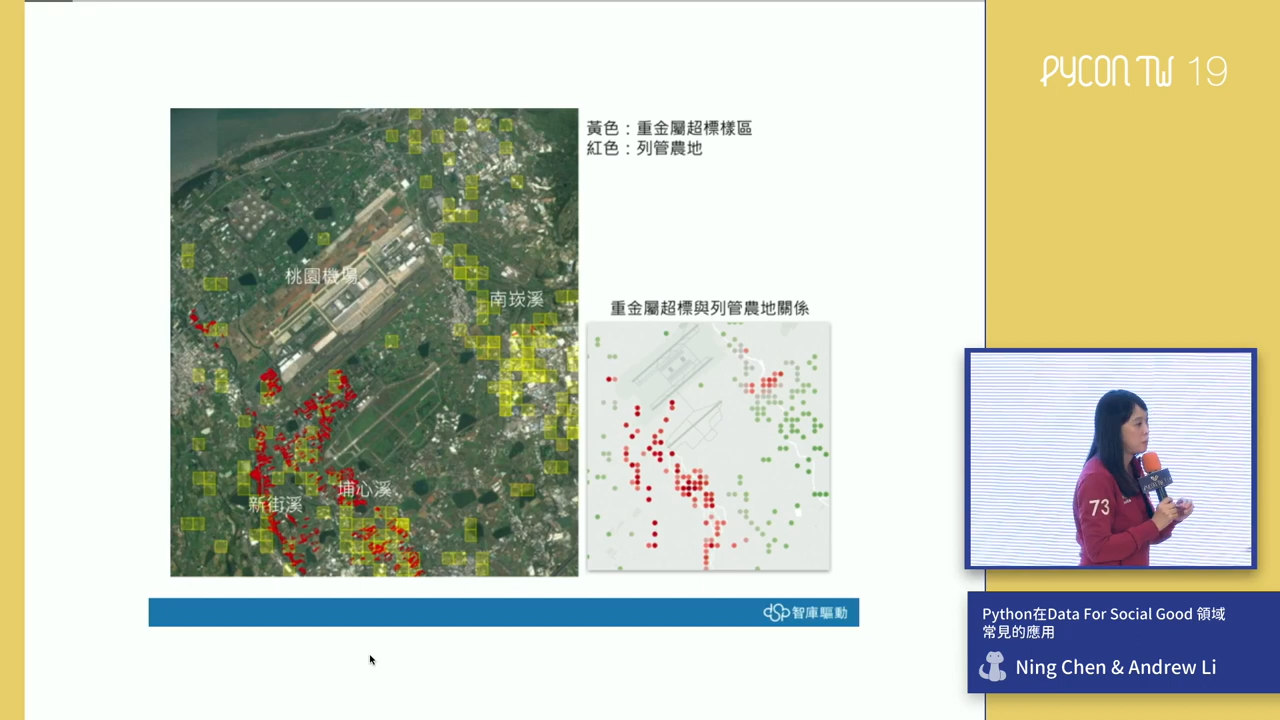 PYCON TW 19
黃色：重金屬超標樣區
紅色：列管農地
桃園機場
南崁溪
重金屬超標與列管農地關係
埔心溪
新街溪
73
dsp智庫驅動
Python在Data For Social Good 領域
常見的應用
Ning Chen & Andrew Li